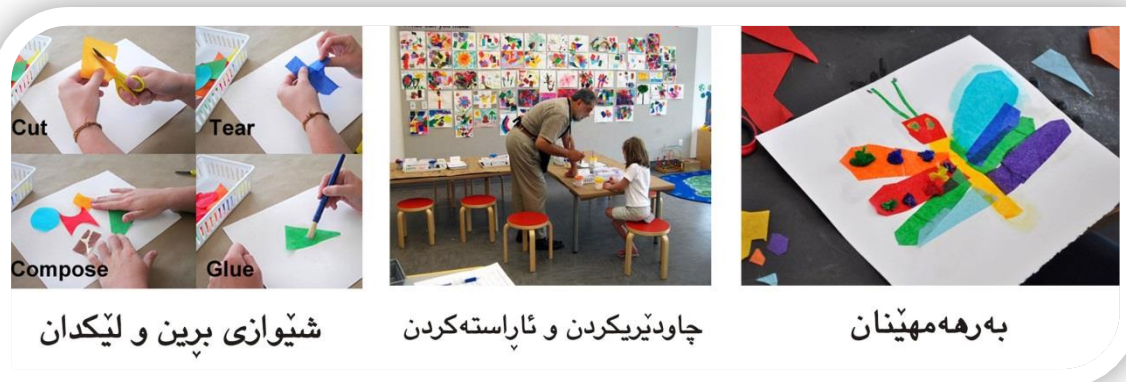 Cut
Tear
Compose
Glue
شێوازی بڕین و لێکدان
چاودێریکردن و ئاڕاستەکردن
بەرهەمهێنان